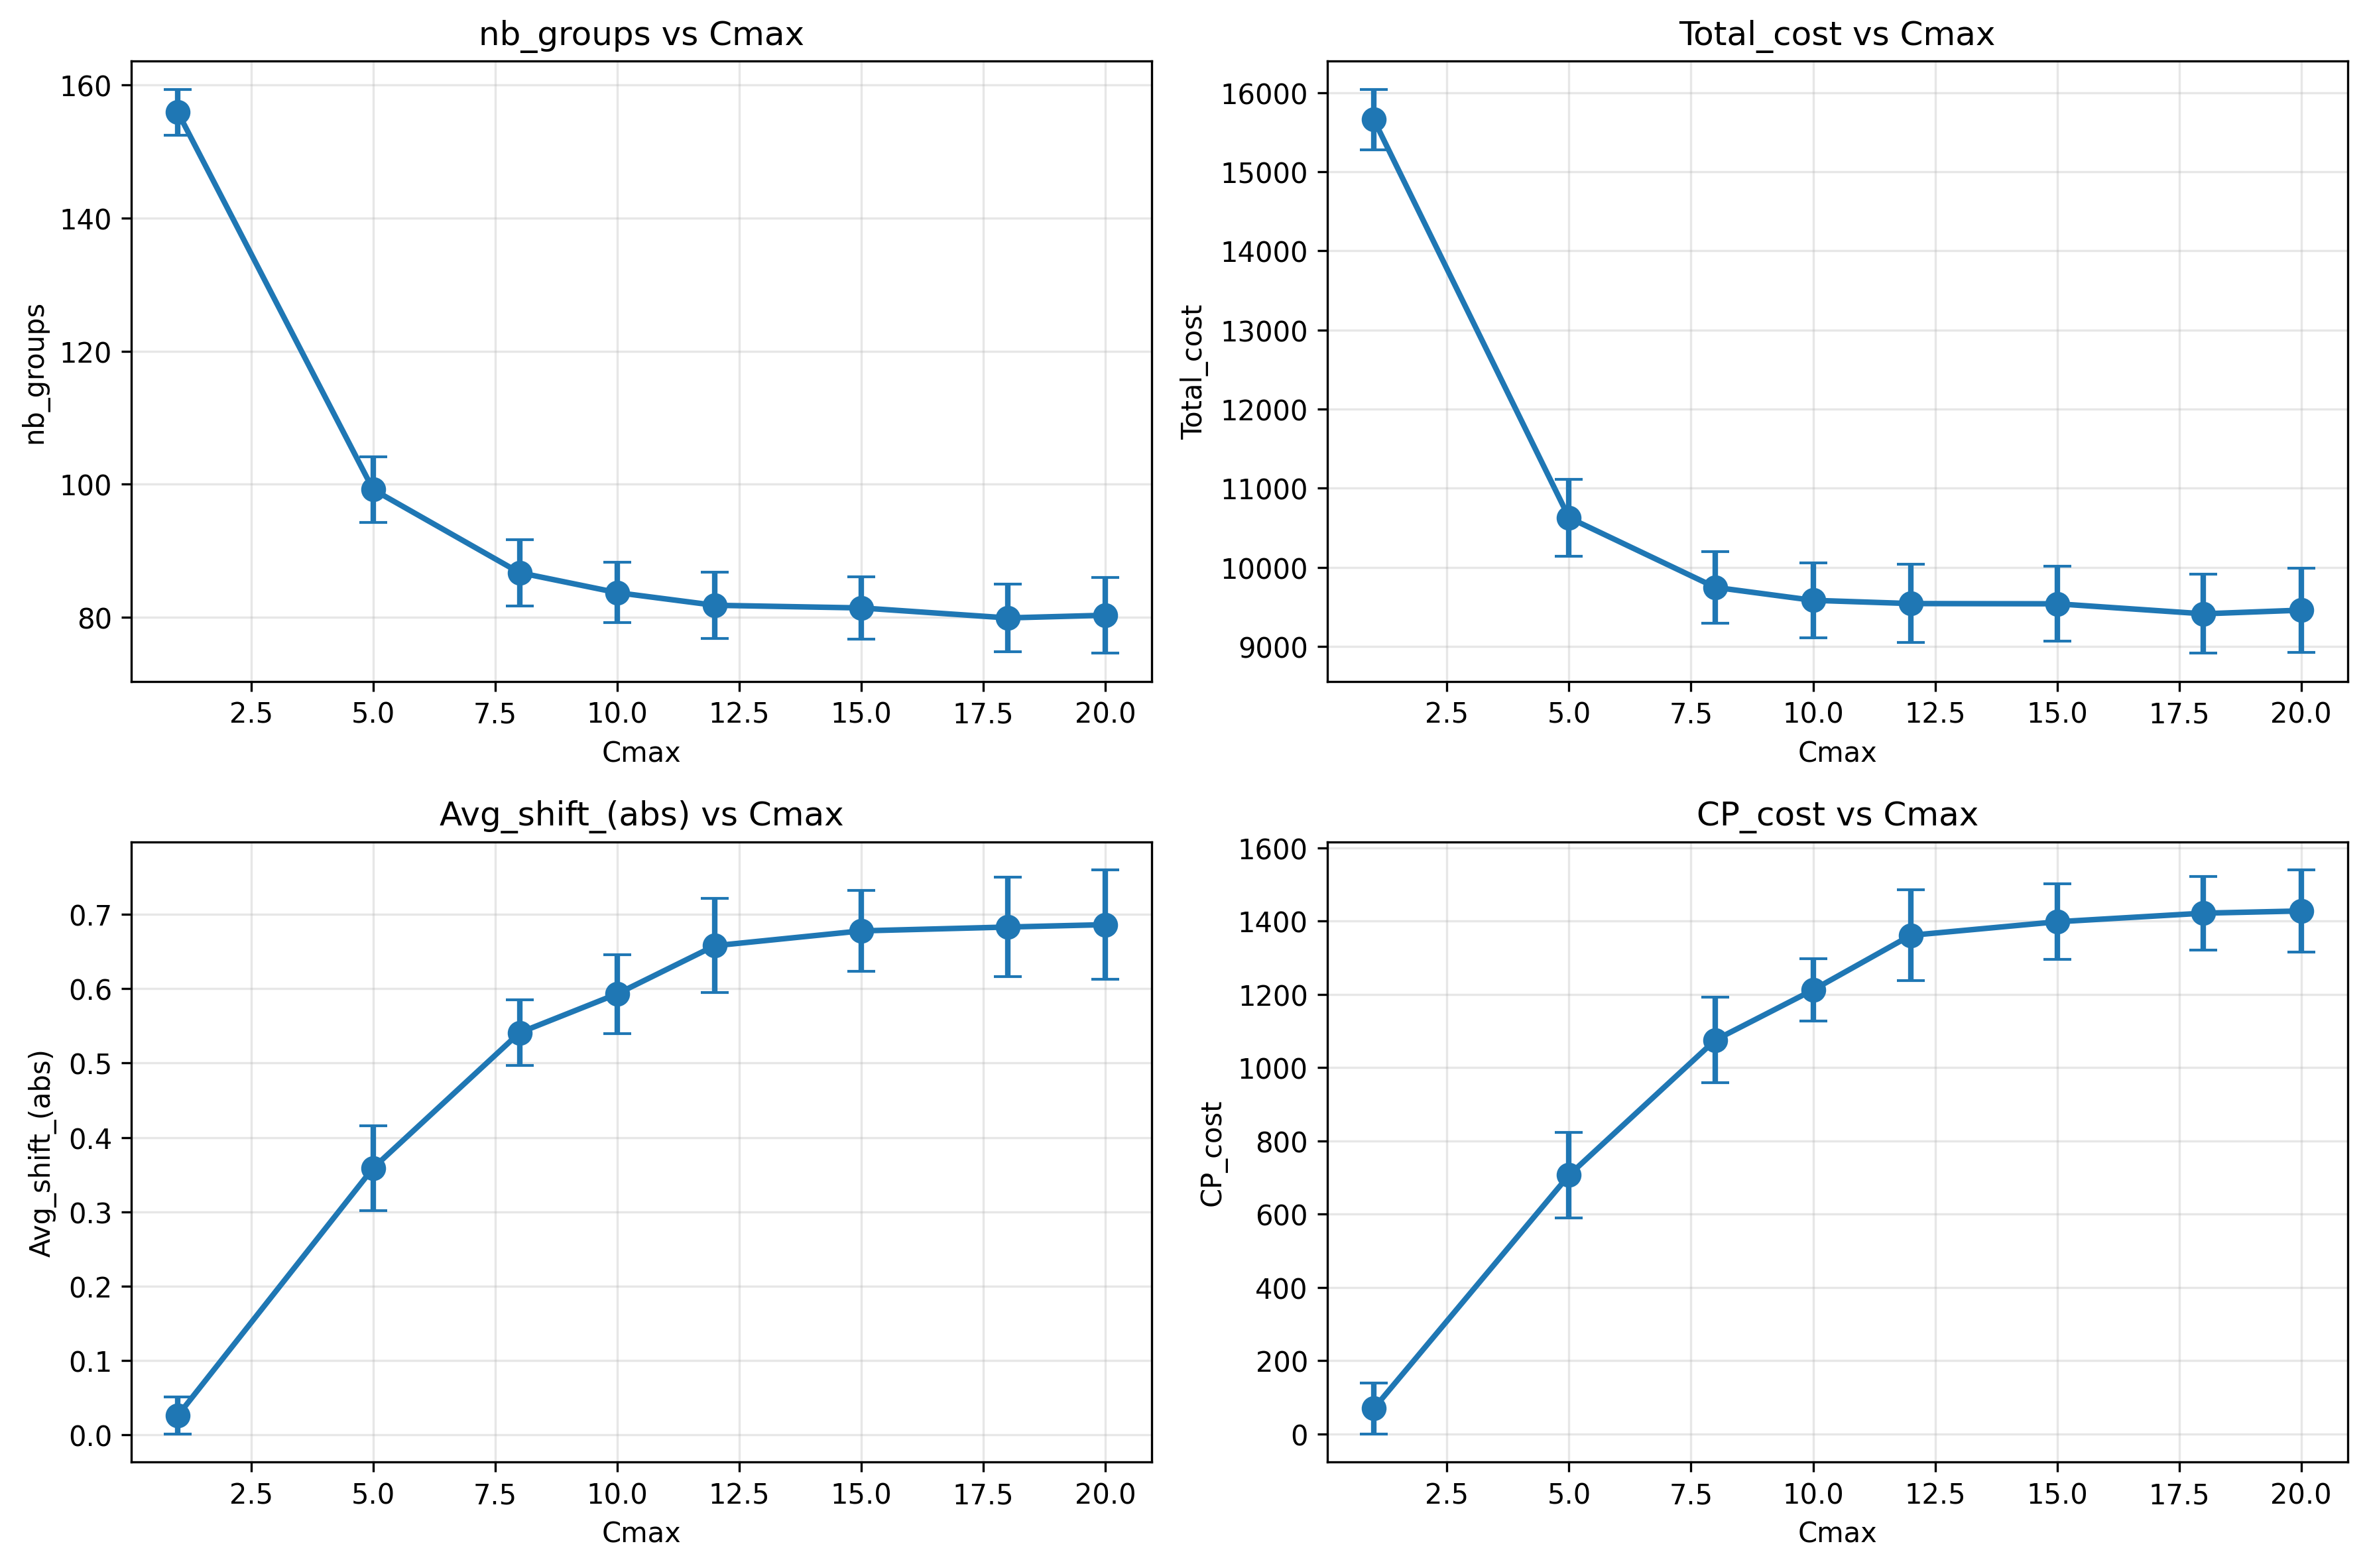 nb_groups vs Cmax
160
140
120
100
80
nb_groups
2.5 5.0 7.5 10.0 12.5 15.0 17.5 20.0
Cmax
Total_cost vs Cmax
16000
15000
14000
13000
12000
11000
10000
9000
Total_cost
2.5 5.0 7.5 10.0 12.5 15.0 17.5 20.0
Cmax
Avg_shift_(abs) vs Cmax
0.7
0.6
0.5
0.4
0.3
0.2
0.1
0.0
Avg_shift_(abs)
2.5 5.0 7.5 10.0 12.5 15.0 17.5 20.0
Cmax
CP_cost vs Cmax
1600
1400
1200
1000
800
600
400
200
0
CP_cost
2.5 5.0 7.5 10.0 12.5 15.0 17.5 20.0
Cmax